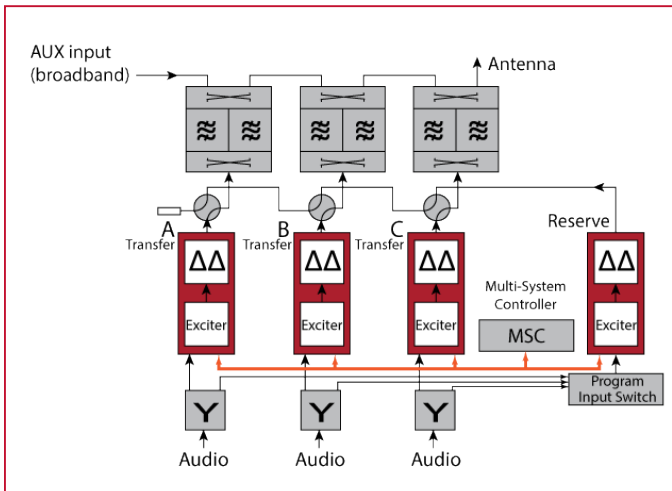 AUX input
(broadband)
Antenna
A
Transfer
B
Transfer
C
Transfer
Reserve
ΔΔ
ΔΔ
ΔΔ
ΔΔ
Multi-System
Controller
MSC
Exciter
Exciter
Exciter
Exciter
Program
Input Switch
Y
Y
Y
Audio
Audio
Audio